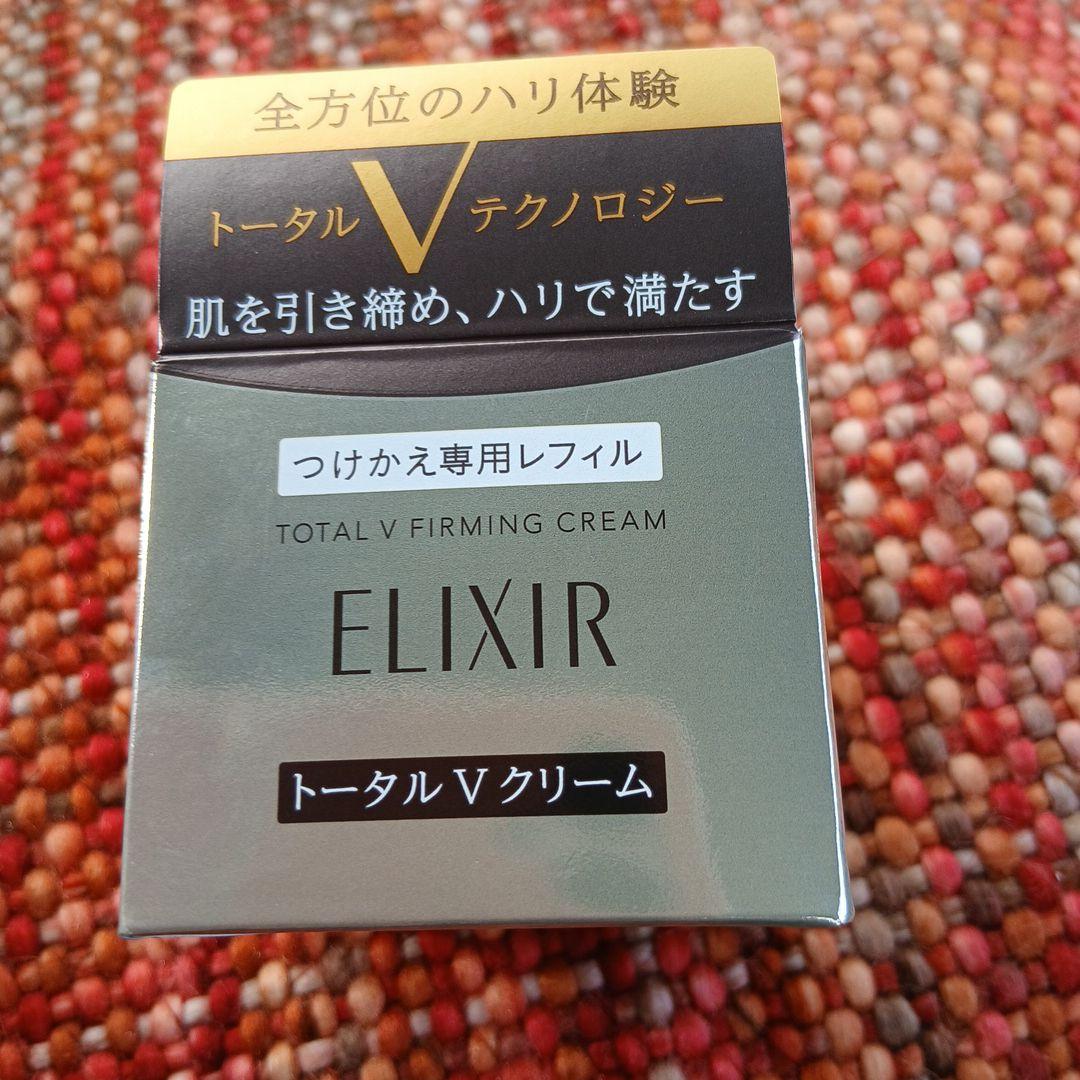 全方位のハリ体験
トータルVテクノロジー
肌を引き締め、ハリで満たす
つけかえ専用レフィル
TOTAL V FIRMING CREAM
ELIXIR
トータルVクリーム